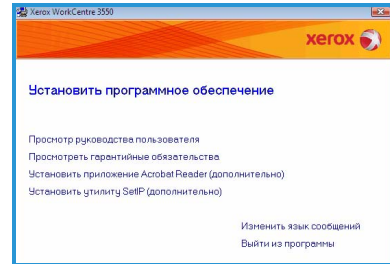 Xerox WorkCentre 3550
xerox
Установить программное обеспечение
Просмотр руководства пользователя
Просмотреть гарантийные обязательства
Установить приложение Acrobat Reader (дополнительно)
Установить утилиту SetIP (дополнительно)
Изменить язык сообщений
Выйти из программы